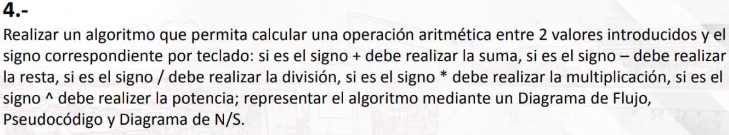 4.-
Realizar un algoritmo que permita calcular una operación aritmética entre 2 valores introducidos y el
signo correspondiente por teclado: si es el signo + debe realizar la suma, si es el signo – debe realizar
la resta, si es el signo / debe realizar la división, si es el signo * debe realizar la multiplicación, si es el
signo ^ debe realizer la potencia; representar el algoritmo mediante un Diagrama de Flujo,
Pseudocódigo y Diagrama de N/S.